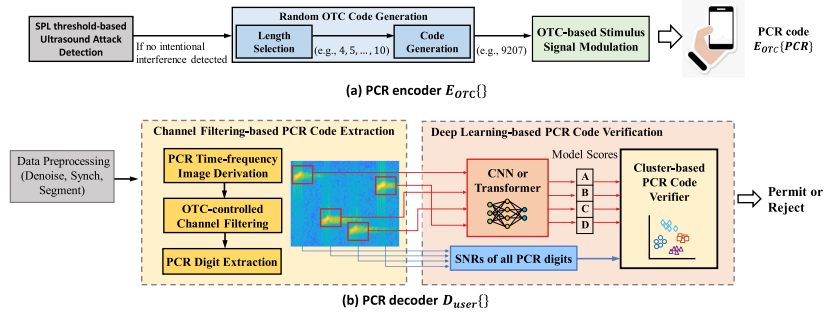 SPL threshold-based
Ultrasound Attack
Detection
If no intentional
interference detected
Random OTC Code Generation
Length
Selection
(e.g., 4, 5, …, 10)
Code
Generation
(e.g., 9207)
OTC-based Stimulus
Signal Modulation
PCR code
E_OTC{PCR}
(a) PCR encoder E_OTC{}
Data Preprocessing
(Denoise, Synch,
Segment)
Channel Filtering-based PCR Code Extraction
PCR Time-frequency
Image Derivation
OTC-controlled
Channel Filtering
PCR Digit Extraction
Deep Learning-based PCR Code Verification
CNN or
Transformer
Model Scores
A
B
C
D
SNRs of all PCR digits
Cluster-based
PCR Code
Verifier
Permit or
Reject
(b) PCR decoder D_user{}